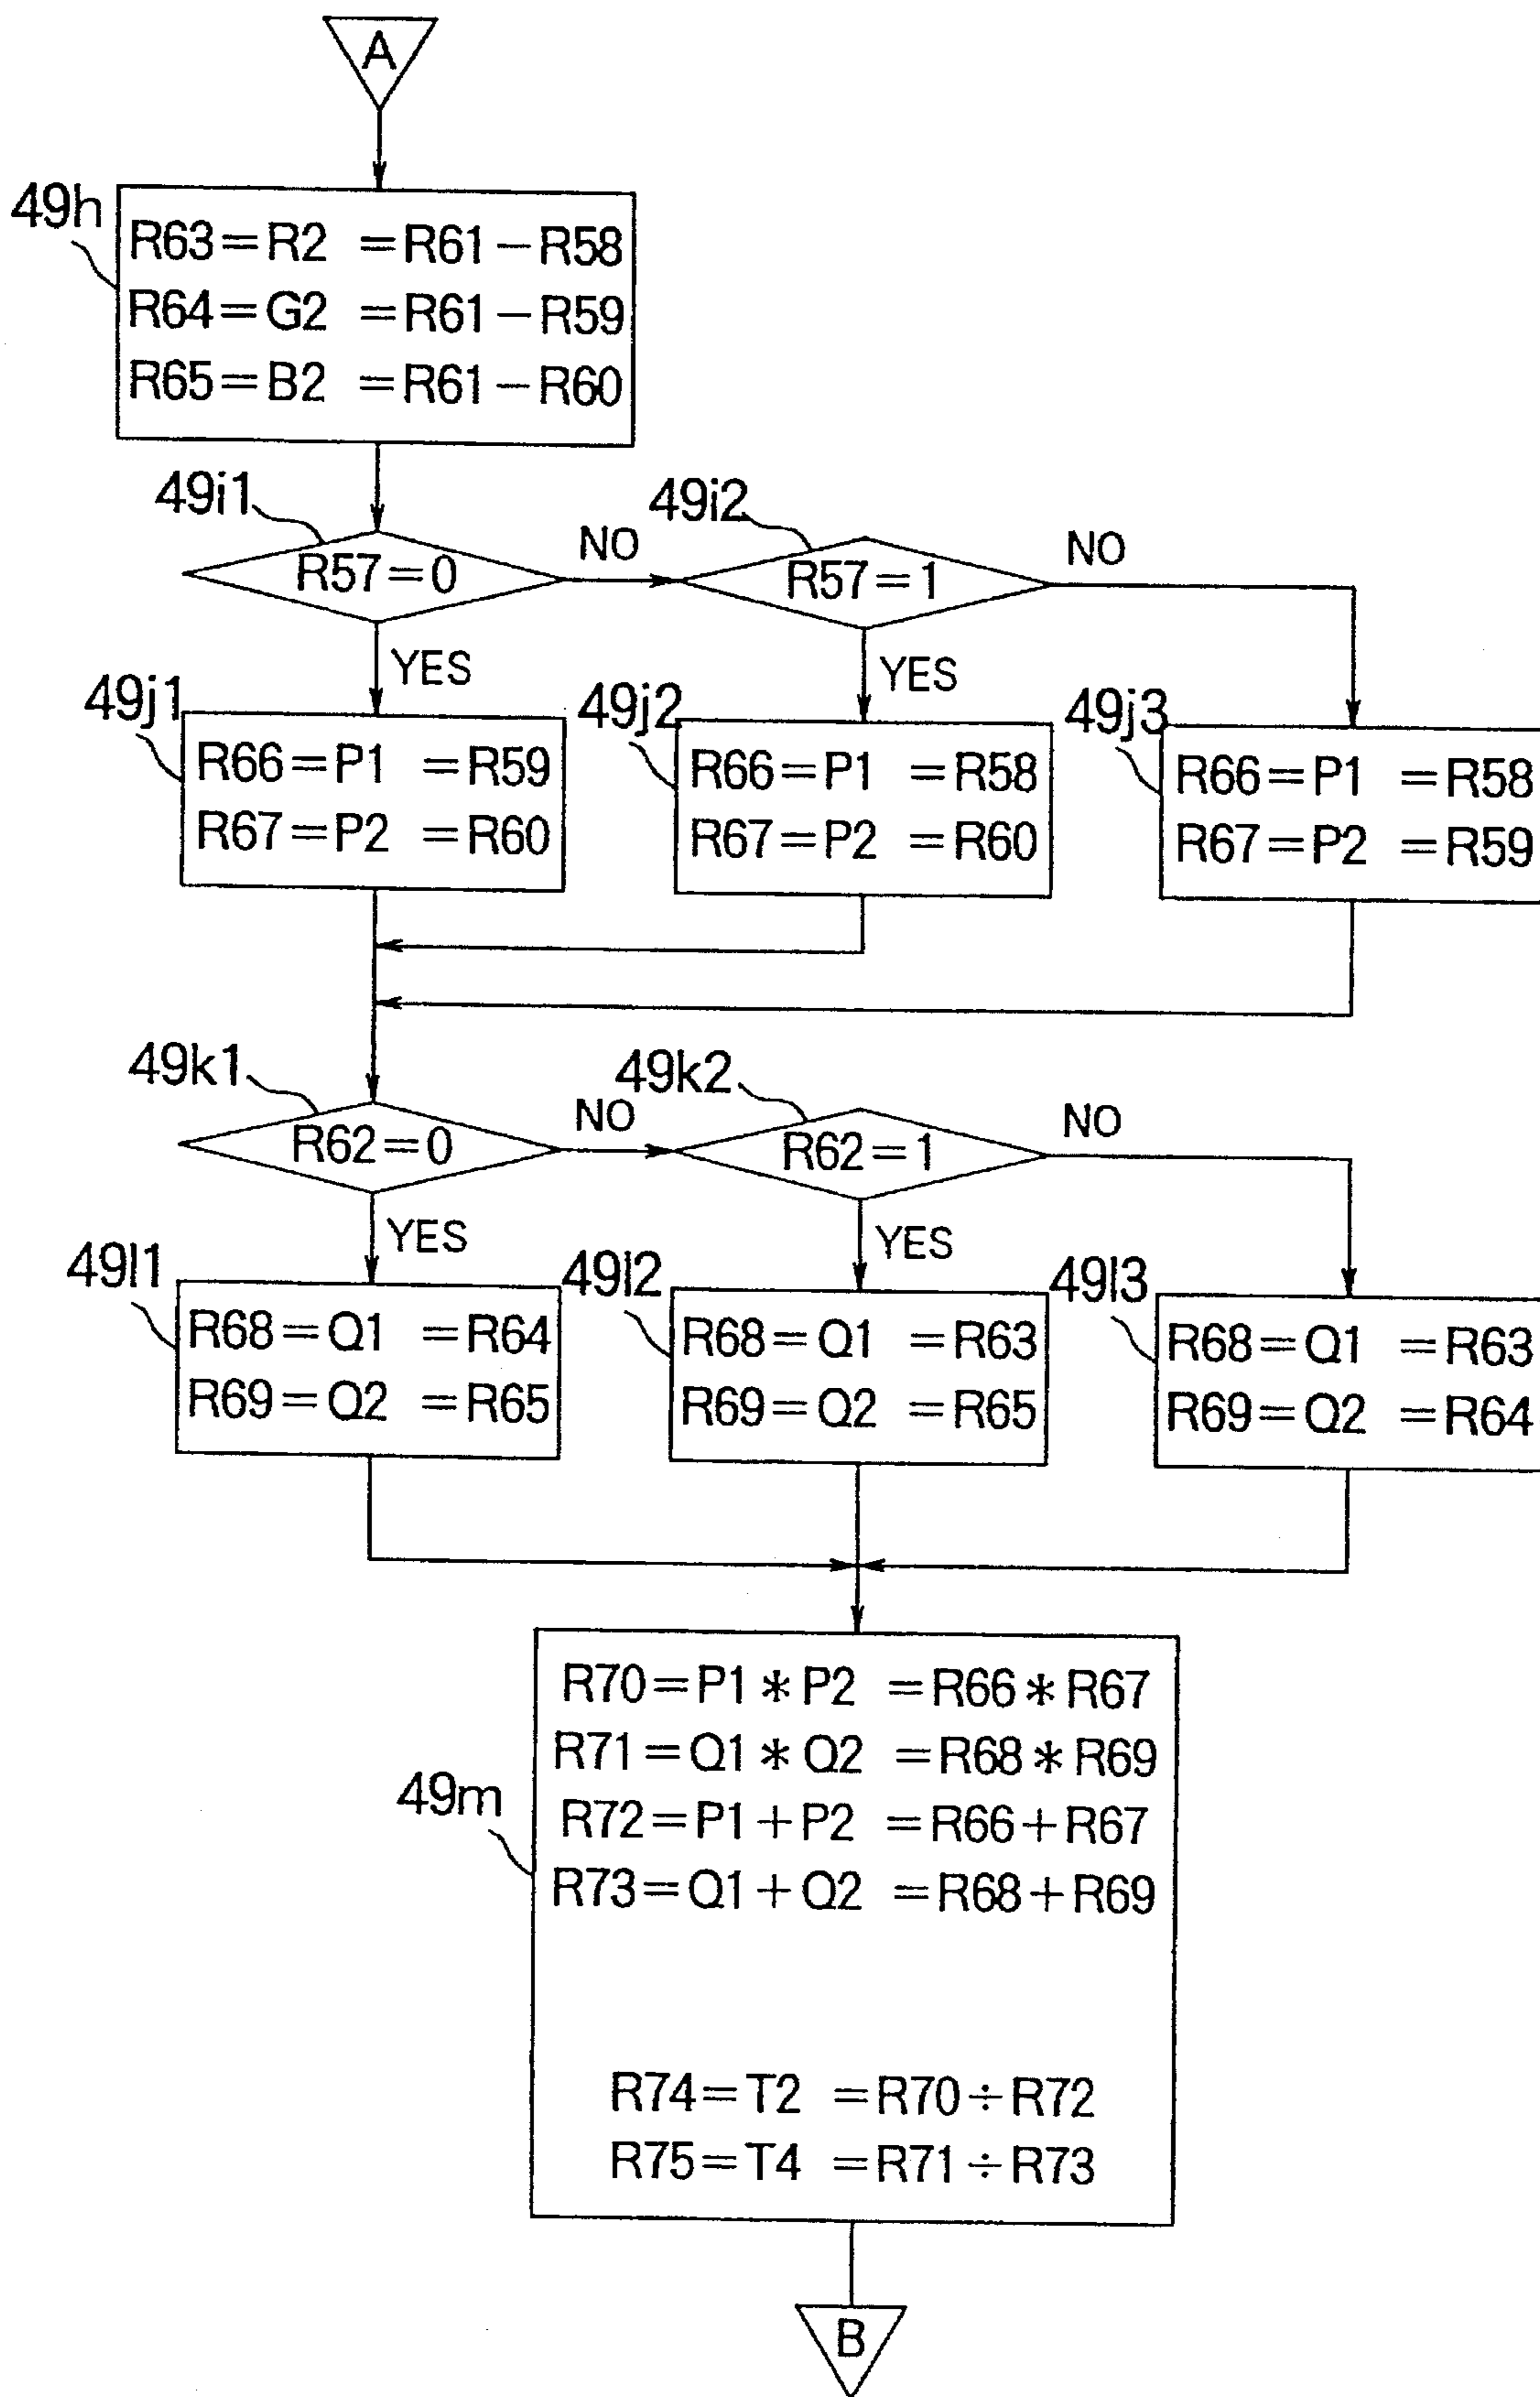 A
49h
R63=R2 =R61-R58
R64=G2 =R61-R59
R65=B2 =R61-R60
49i1
R57=0
NO
49i2
R57=1
NO
YES
YES
49j1
R66=P1 =R59
R67=P2 =R60
49j2
R66=P1 =R58
R67=P2 =R60
49j3
R66=P1 =R58
R67=P2 =R59
49k1
R62=0
NO
49k2
R62=1
NO
YES
YES
49l1
R68=Q1 =R64
R69=Q2 =R65
49l2
R68=Q1 =R63
R69=Q2 =R65
49l3
R68=Q1 =R63
R69=Q2 =R64
49m
R70=P1*P2 =R66*R67
R71=Q1*Q2 =R68*R69
R72=P1+P2 =R66+R67
R73=Q1+Q2 =R68+R69
R74=T2 =R70÷R72
R75=T4 =R71÷R73
B